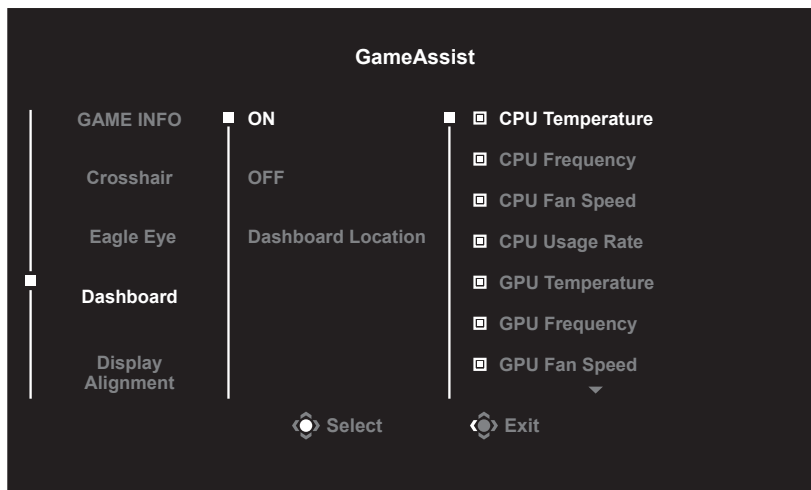 GameAssist
GAME INFO
Crosshair
Eagle Eye
Dashboard
Display
Alignment
ON
OFF
Dashboard Location
CPU Temperature
CPU Frequency
CPU Fan Speed
CPU Usage Rate
GPU Temperature
GPU Frequency
GPU Fan Speed
Select
Exit